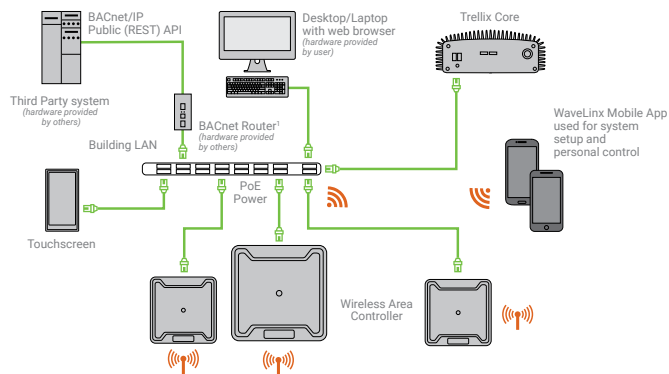 BACnet/IP
Public (REST) API
Desktop/Laptop
with web browser
(hardware provided
by user)
Trellix Core
Third Party system
(hardware provided
by others)
BACnet Router¹
(hardware provided
by others)
Building LAN
WaveLinx Mobile App
used for system
setup and
personal control
PoE
Power
Touchscreen
Wireless Area
Controller